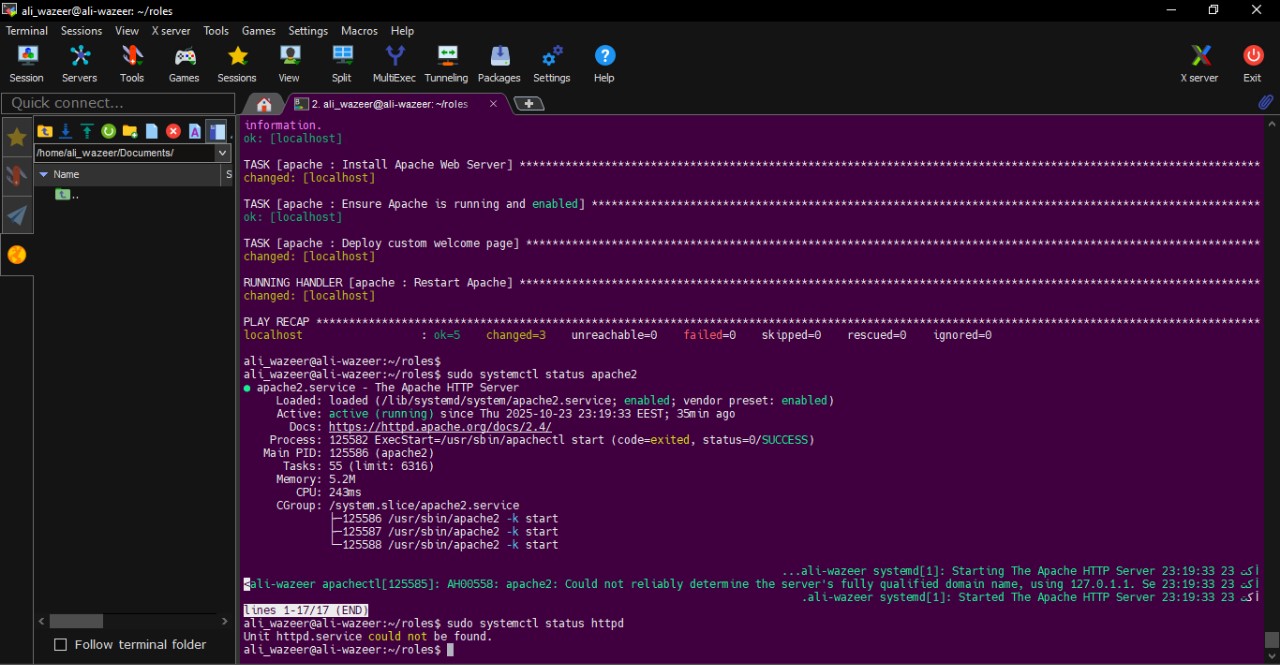 ali_wazeer@ali-wazeer: ~/roles
Terminal Sessions View X server Tools Games Settings Macros Help
Session Servers Tools Games Sessions View Split MultiExec Tunneling Packages Settings Help X server Exit
Quick connect...
2. ali_wazeer@ali-wazeer: ~/roles
/home/ali_wazeer/Documents/
Name S
..
information.
ok: [localhost]
TASK [apache : Install Apache Web Server] *****************************************************************************************************************
changed: [localhost]
TASK [apache : Ensure Apache is running and enabled] ******************************************************************************************************
ok: [localhost]
TASK [apache : Deploy custom welcome page] ****************************************************************************************************************
changed: [localhost]
RUNNING HANDLER [apache : Restart Apache] *****************************************************************************************************************
changed: [localhost]
PLAY RECAP ************************************************************************************************************************************************
localhost : ok=5 changed=3 unreachable=0 failed=0 skipped=0 rescued=0 ignored=0
ali_wazeer@ali-wazeer:~/roles$
ali_wazeer@ali-wazeer:~/roles$ sudo systemctl status apache2
● apache2.service - The Apache HTTP Server
Loaded: loaded (/lib/systemd/system/apache2.service; enabled; vendor preset: enabled)
Active: active (running) since Thu 2025-10-23 23:19:33 EEST; 35min ago
Docs: https://httpd.apache.org/docs/2.4/
Process: 125582 ExecStart=/usr/sbin/apachectl start (code=exited, status=0/SUCCESS)
Main PID: 125586 (apache2)
Tasks: 55 (limit: 6316)
Memory: 5.2M
CPU: 243ms
CGroup: /system.slice/apache2.service
├─125586 /usr/sbin/apache2 -k start
├─125587 /usr/sbin/apache2 -k start
└─125588 /usr/sbin/apache2 -k start
...ali-wazeer systemd[1]: Starting The Apache HTTP Server 23:19:33 23 أكت
<ali-wazeer apachectl[125585]: AH00558: apache2: Could not reliably determine the server's fully qualified domain name, using 127.0.1.1. Se 23:19:33 23 أكت
.ali-wazeer systemd[1]: Started The Apache HTTP Server 23:19:33 23 أكت
lines 1-17/17 (END)
ali_wazeer@ali-wazeer:~/roles$ sudo systemctl status httpd
Unit httpd.service could not be found.
ali_wazeer@ali-wazeer:~/roles$
Follow terminal folder